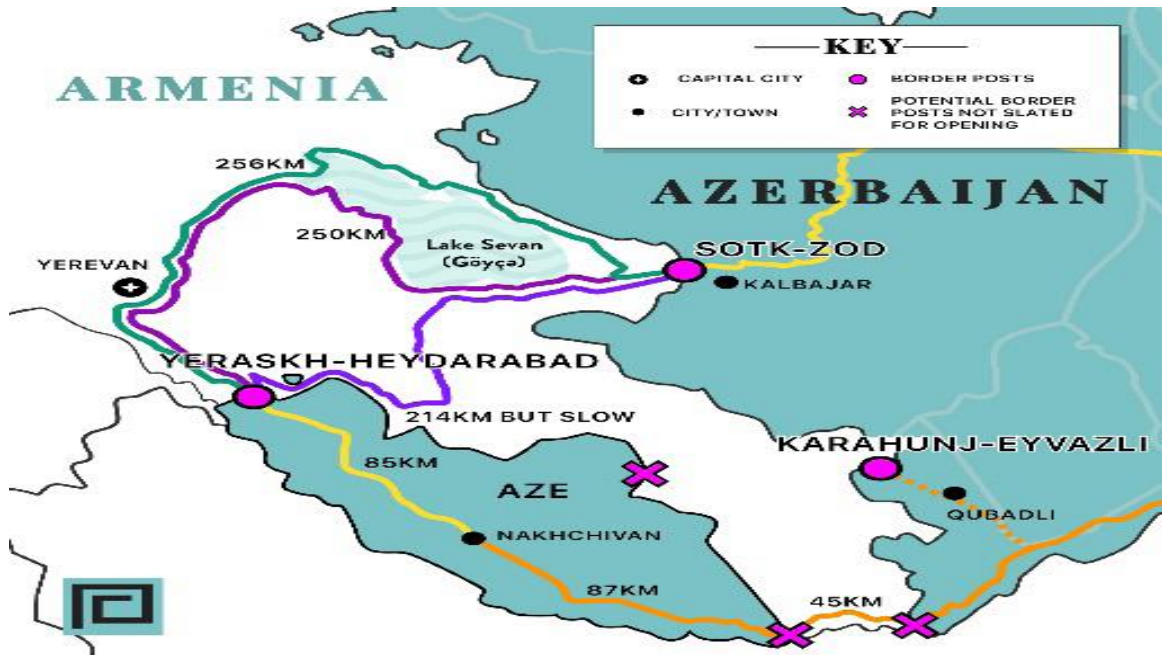 KEY
CAPITAL CITY
BORDER POSTS
CITY/TOWN
POTENTIAL BORDER
POSTS NOT SLATED
FOR OPENING
ARMENIA
256KM
AZERBAIJAN
250KM
Lake Sevan
(Göyçə)
SOTK-ZOD
YEREVAN
KALBAJAR
YERASKH-HEYDARABAD
214KM BUT SLOW
KARAHUNJ-EYVAZLI
85KM
AZE
QUBADLI
NAKHCHIVAN
87KM
45KM